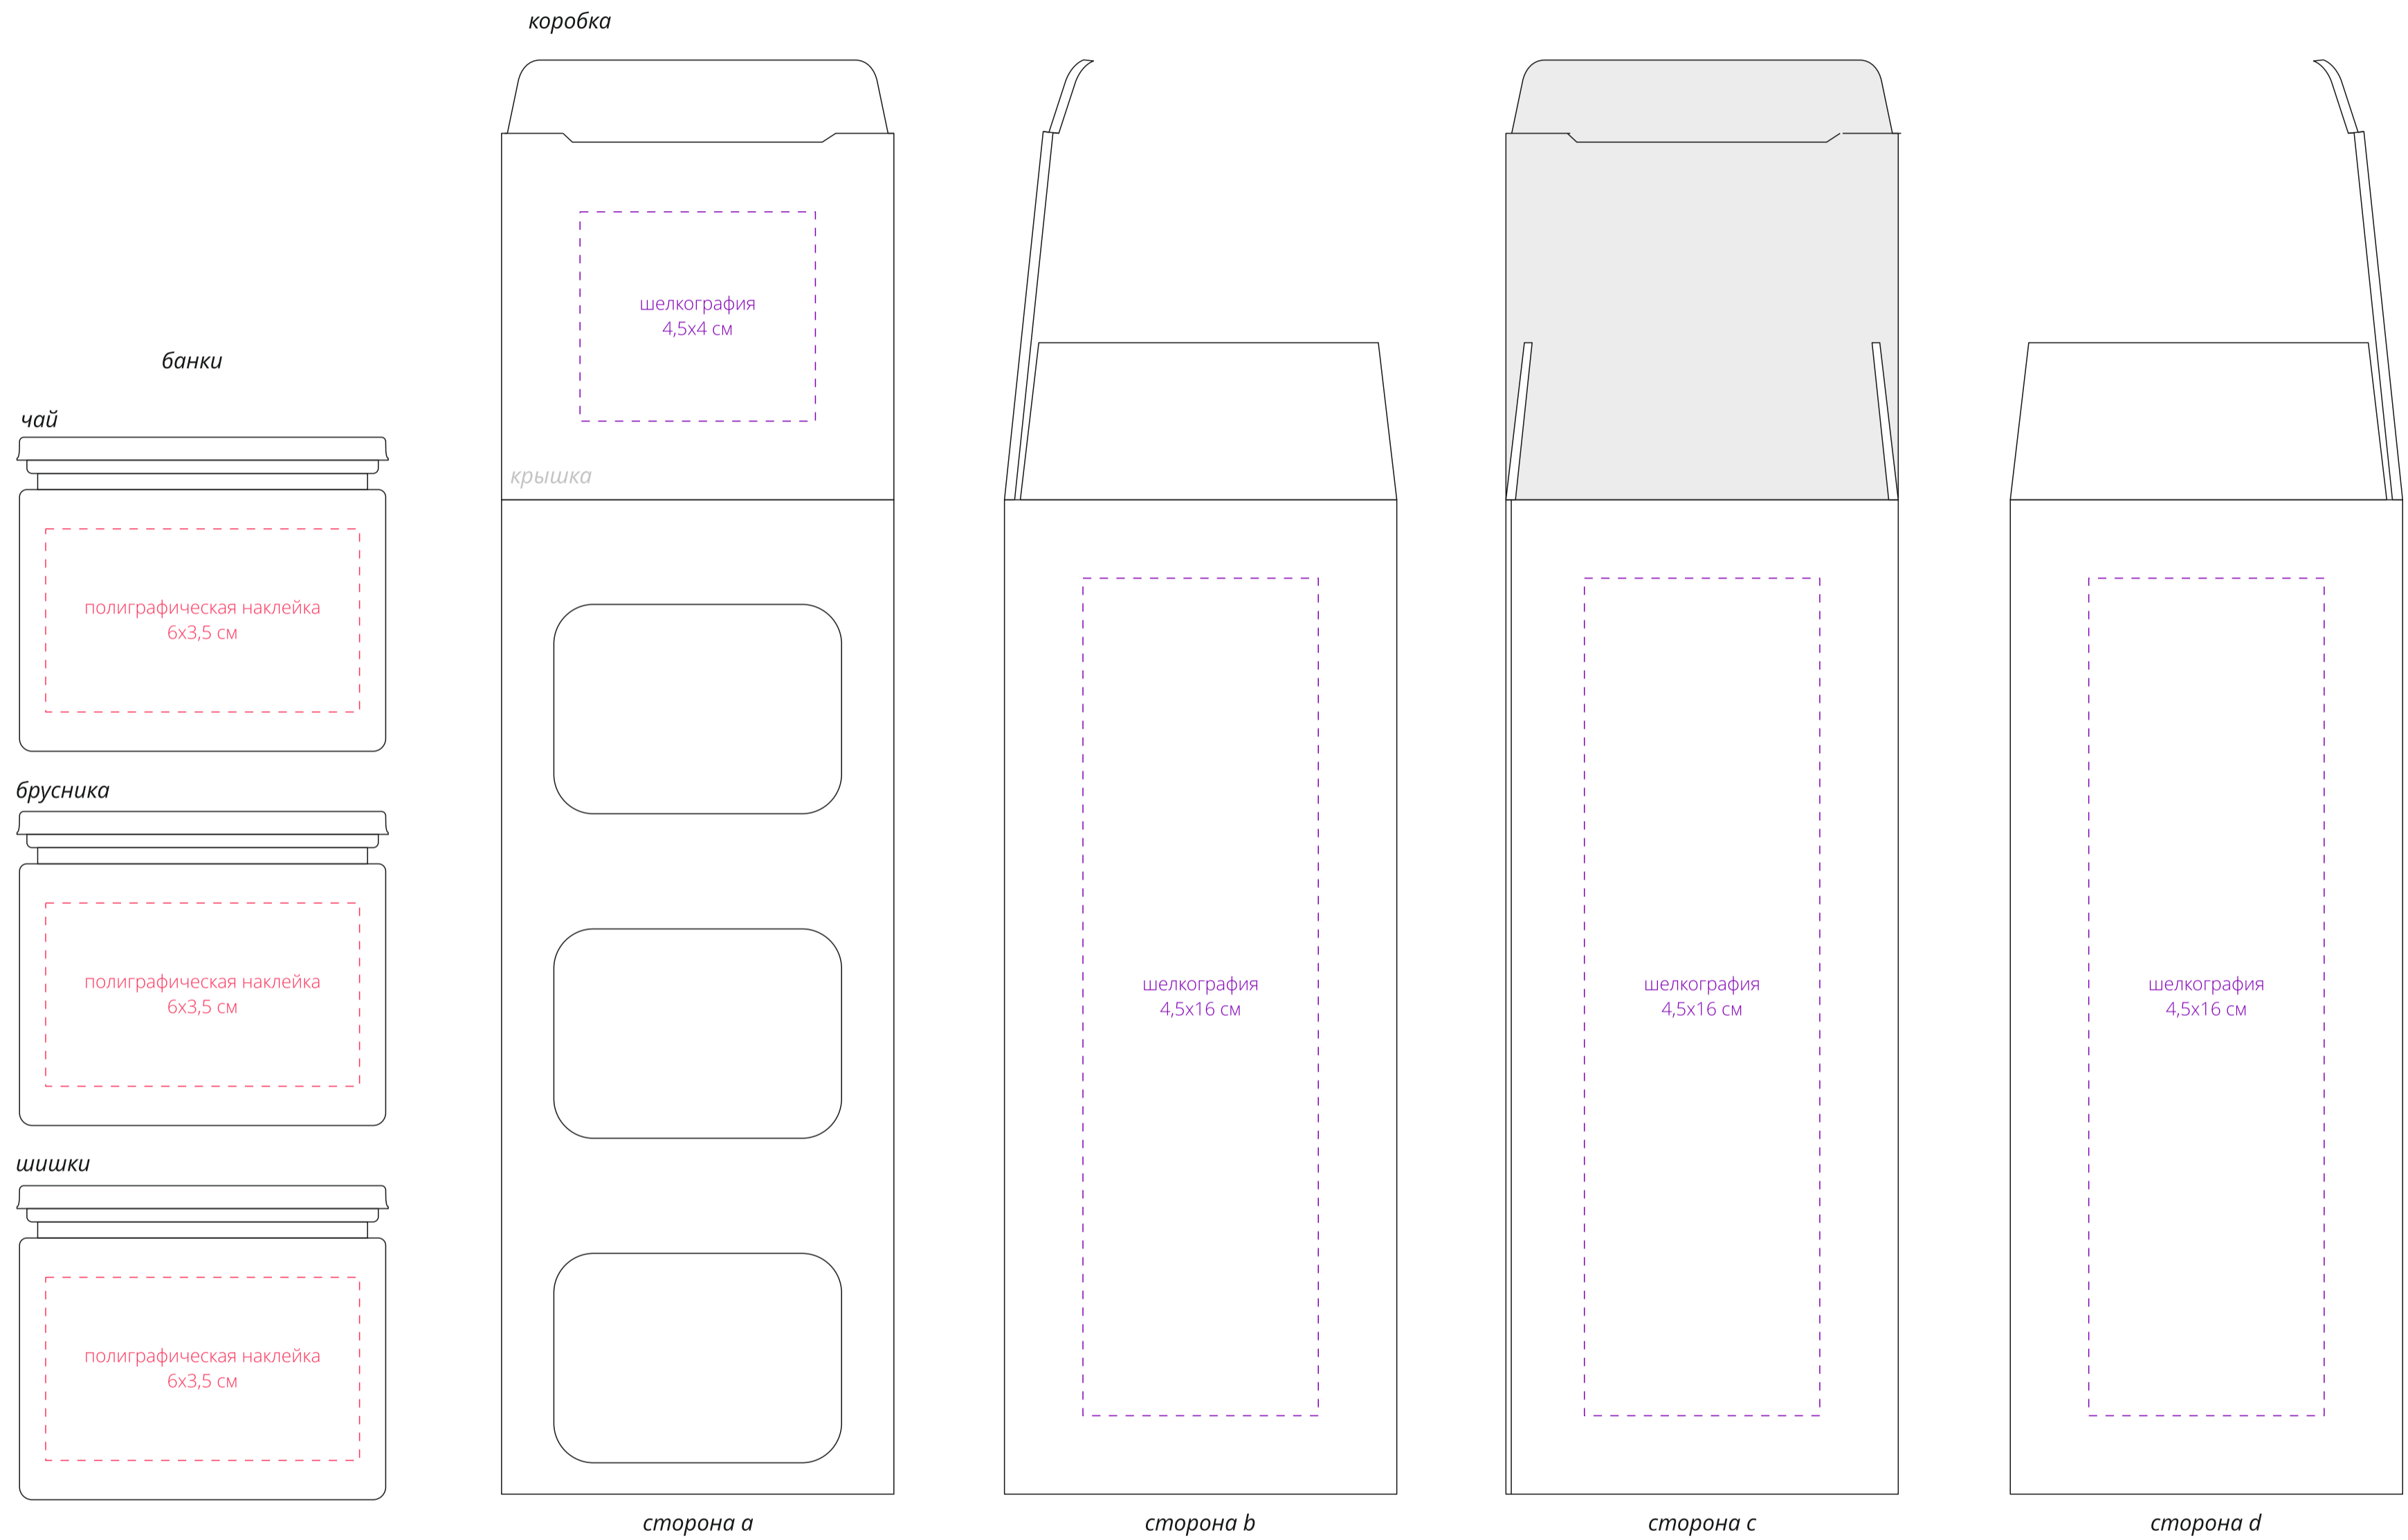 коробка
шелкография
4,5х4 см
банки
чай
крышка
полиграфическая наклейка
6х3,5 см
брусника
полиграфическая наклейка
6х3,5 см
шелкография
4,5х16 см
шелкография
4,5х16 см
шелкография
4,5х16 см
шишки
полиграфическая наклейка
6х3,5 см
сторона a
сторона b
сторона c
сторона d